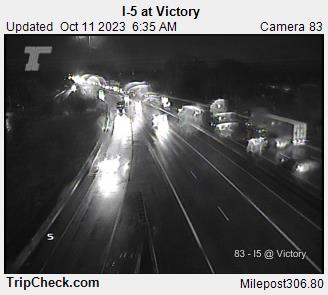 I-5 at Victory
Updated Oct 11 2023 6:35 AM Camera 83
T
S
83 - I5 @ Victory
TripCheck.com Milepost306.80